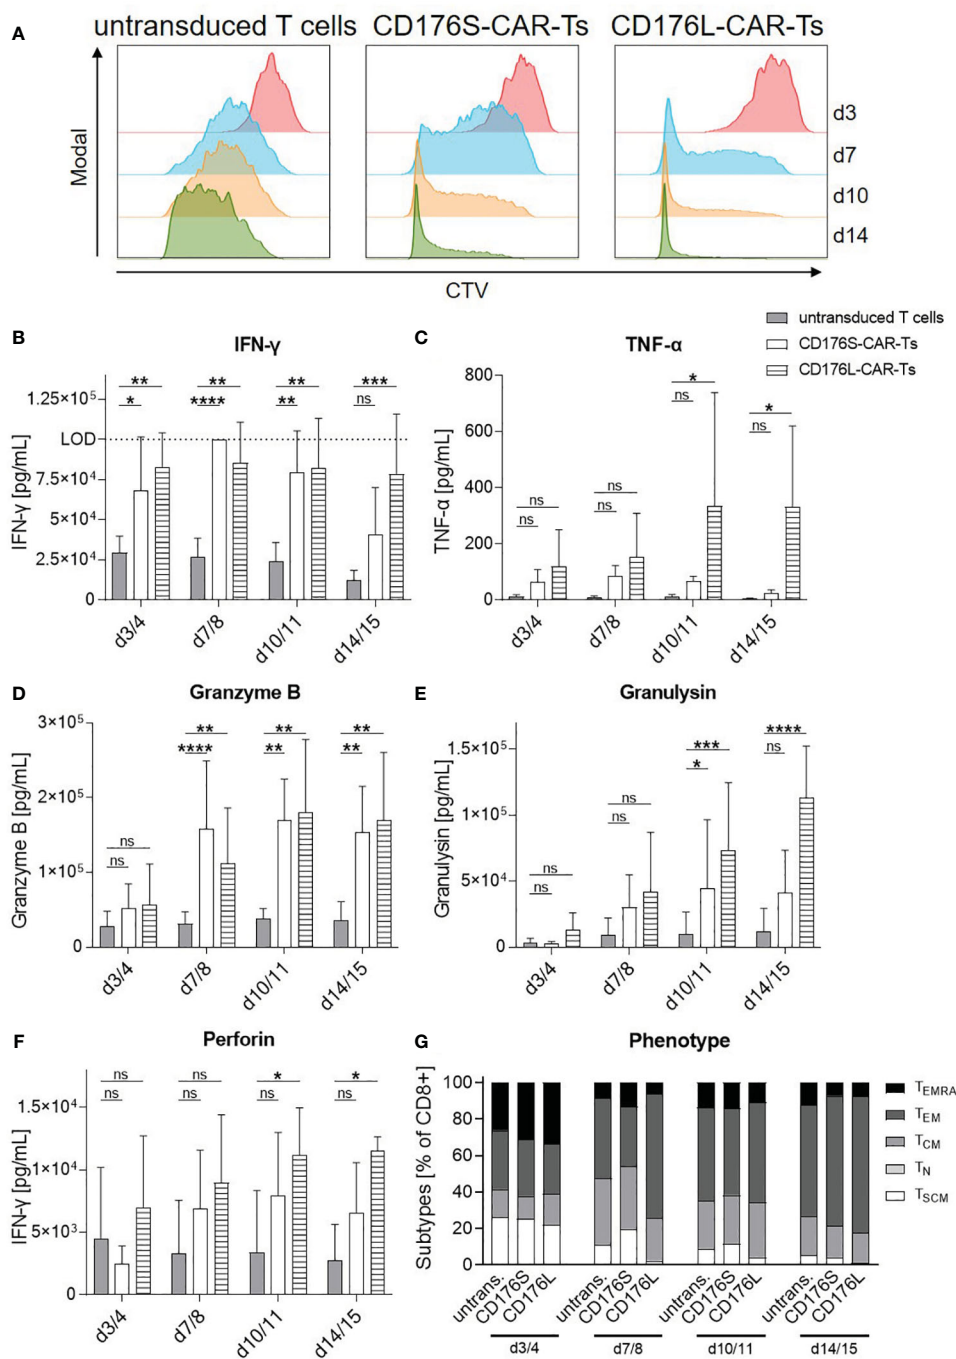 A
untransduced T cells
CD176S-CAR-Ts
CD176L-CAR-Ts
Modal
d3
d7
d10
d14
CTV
untransduced T cells
CD176S-CAR-Ts
CD176L-CAR-Ts
B
IFN-γ
IFN-γ [pg/mL]
1.25×10⁵
LOD
7.5×10⁴
5×10⁴
2.5×10⁴
0
** ** ** ***
* **** ** ns
d3/4 d7/8 d10/11 d14/15
C
TNF-α
TNF-α [pg/mL]
800
600
400
200
0
ns ns * *
ns ns ns ns
d3/4 d7/8 d10/11 d14/15
D
Granzyme B
Granzyme B [pg/mL]
3×10⁵
2×10⁵
1×10⁵
0
ns ** ** **
ns **** ** **
d3/4 d7/8 d10/11 d14/15
E
Granulysin
Granulysin [pg/mL]
1.5×10⁵
1×10⁵
5×10⁴
0
ns ns *** ****
ns ns * ns
d3/4 d7/8 d10/11 d14/15
F
Perforin
IFN-γ [pg/mL]
1.5×10⁴
1×10⁴
5×10³
0
ns ns * *
ns ns ns ns
d3/4 d7/8 d10/11 d14/15
G
Phenotype
Subtypes [% of CD8+]
100
80
60
40
20
0
T_EMRA
T_EM
T_CM
T_N
T_SCM
untrans. CD176S CD176L untrans. CD176S CD176L untrans. CD176S CD176L untrans. CD176S CD176L
d3/4 d7/8 d10/11 d14/15